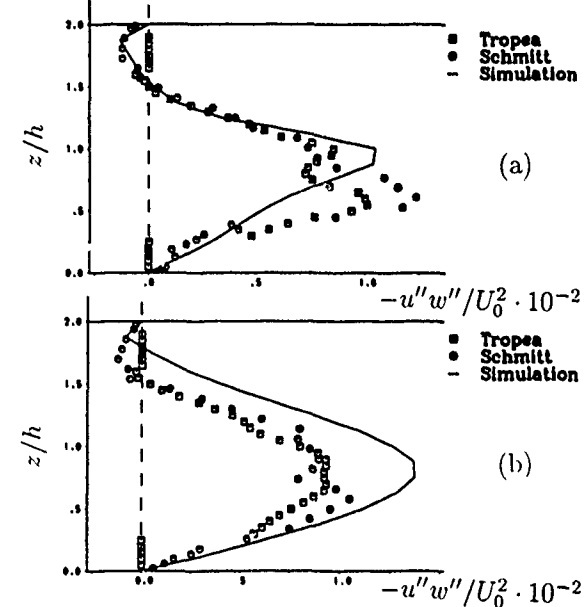 2.0
■ Tropea
● Schmitt
— Simulation
1.5
z/h
1.0
(a)
.5
0.0
.0 .5 1.0
−u″w″/U₀² · 10⁻²
2.0
■ Tropea
● Schmitt
— Simulation
1.5
z/h
1.0
(b)
.5
0.0
0.0 5 1.0
−u″w″/U₀² · 10⁻²